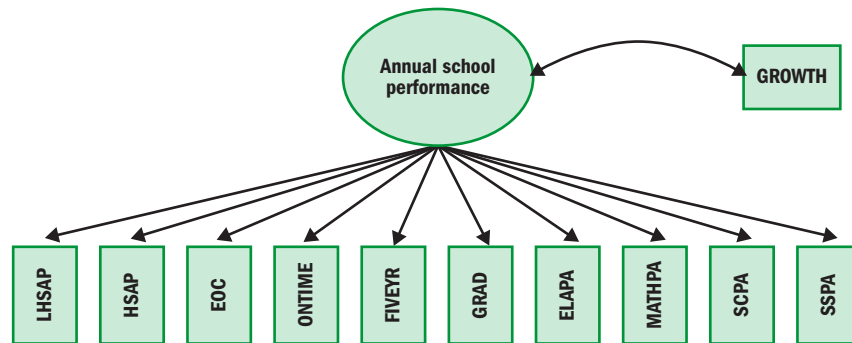 Annual school
performance
GROWTH
LHSAP
HSAP
EOC
ONTIME
FIVEYR
GRAD
ELAPA
MATHPA
SCPA
SSPA